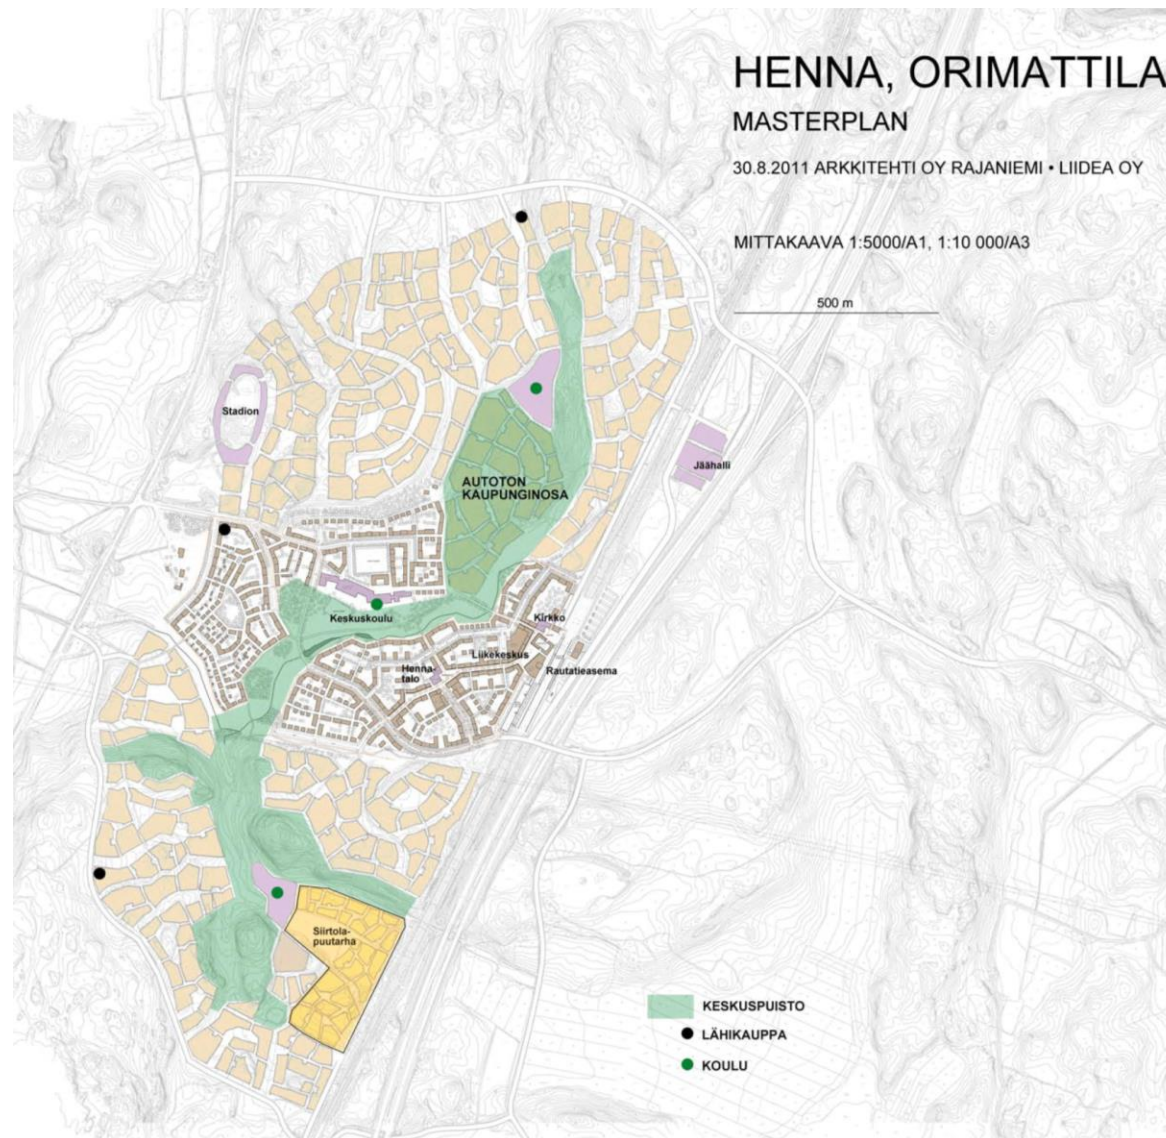 HENNA, ORIMATTILA
MASTERPLAN
30.8.2011 ARKKITEHTI OY RAJANIEMI • LIIDEA OY
MITTAKAAVA 1:5000/A1, 1:10 000/A3
500 m
Stadion
Jäähalli
AUTOTON
KAUPUNGINOSA
Keskuskoulu
Kirkko
Liikekeskus
Henna-
talo
Rautatieasema
Siirtola-
puutarha
KESKUSPUISTO
LÄHIKAUPPA
KOULU